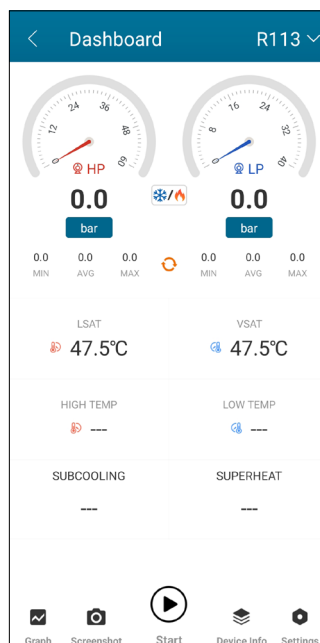 Dashboard
R113
0 12 24 36 48 60
HP
0 8 16 24 32 40
LP
0.0
/
0.0
bar
bar
0.0 0.0 0.0
0.0 0.0 0.0
MIN AVG MAX
MIN AVG MAX
LSAT
VSAT
47.5°C
47.5°C
HIGH TEMP
LOW TEMP
---
---
SUBCOOLING
SUPERHEAT
---
---
Graph
Screenshot
Start
Device Info
Settings